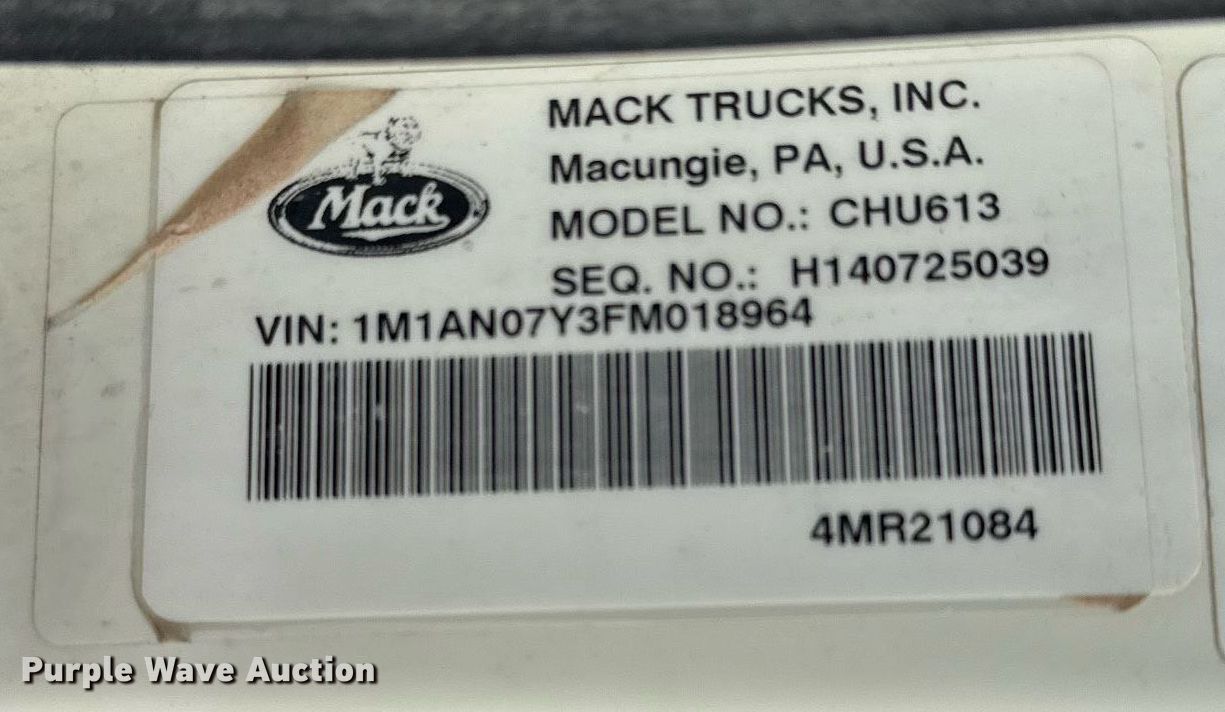 MACK TRUCKS, INC.
Macungie, PA, U.S.A.
Mack
MODEL NO.: CHU613
SEQ. NO.: H140725039
VIN: 1M1AN07Y3FM018964
4MR21084
Purple Wave Auction